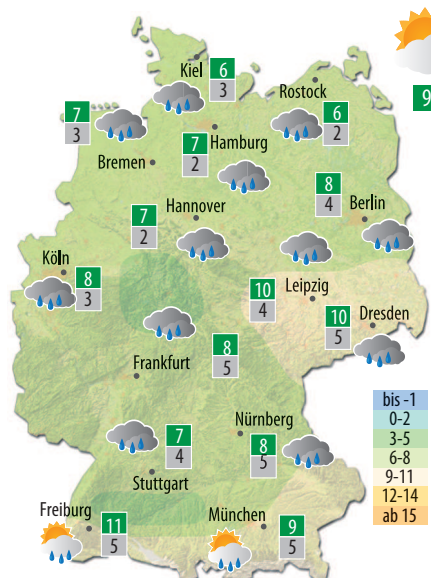 Kiel
6
3
Rostock
9
7
3
6
2
Hamburg
7
2
Bremen
8
4
Berlin
7
2
Hannover
Köln
8
3
Leipzig
10
4
10
5
Dresden
Frankfurt
8
5
bis -1
0-2
3-5
6-8
9-11
12-14
ab 15
7
4
Nürnberg
8
5
Stuttgart
Freiburg
11
5
München
9
5